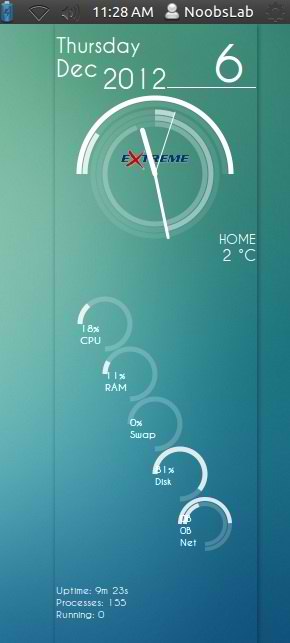 11:28 AM NoobsLab
Thursday
6
Dec 2012
EXTREME
HOME
2 °C
18%
CPU
11%
RAM
0%
Swap
81%
Disk
0B
Net
Uptime: 9m 23s
Processes: 155
Running: 0